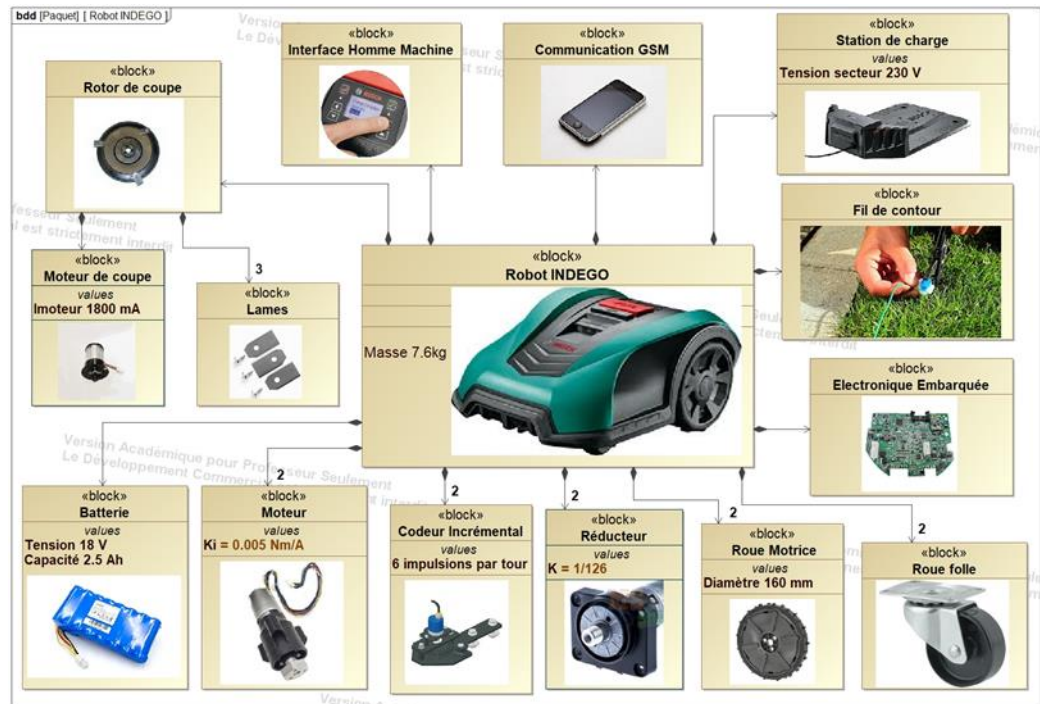 bdd [Paquet] [ Robot INDEGO ]
«block»
Rotor de coupe
«block»
Interface Homme Machine
«block»
Communication GSM
«block»
Station de charge
values
Tension secteur 230 V
«block»
Fil de contour
«block»
Moteur de coupe
values
Imoteur 1800 mA
3
«block»
Lames
«block»
Robot INDEGO
Masse 7.6kg
«block»
Electronique Embarquée
Version Académique pour Professeur Seulement
Le Développement
«block»
Batterie
values
Tension 18 V
Capacité 2.5 Ah
2
«block»
Moteur
values
Ki = 0.005 Nm/A
2
«block»
Codeur Incrémental
values
6 impulsions par tour
2
«block»
Réducteur
values
K = 1/126
2
«block»
Roue Motrice
values
Diamètre 160 mm
2
«block»
Roue folle